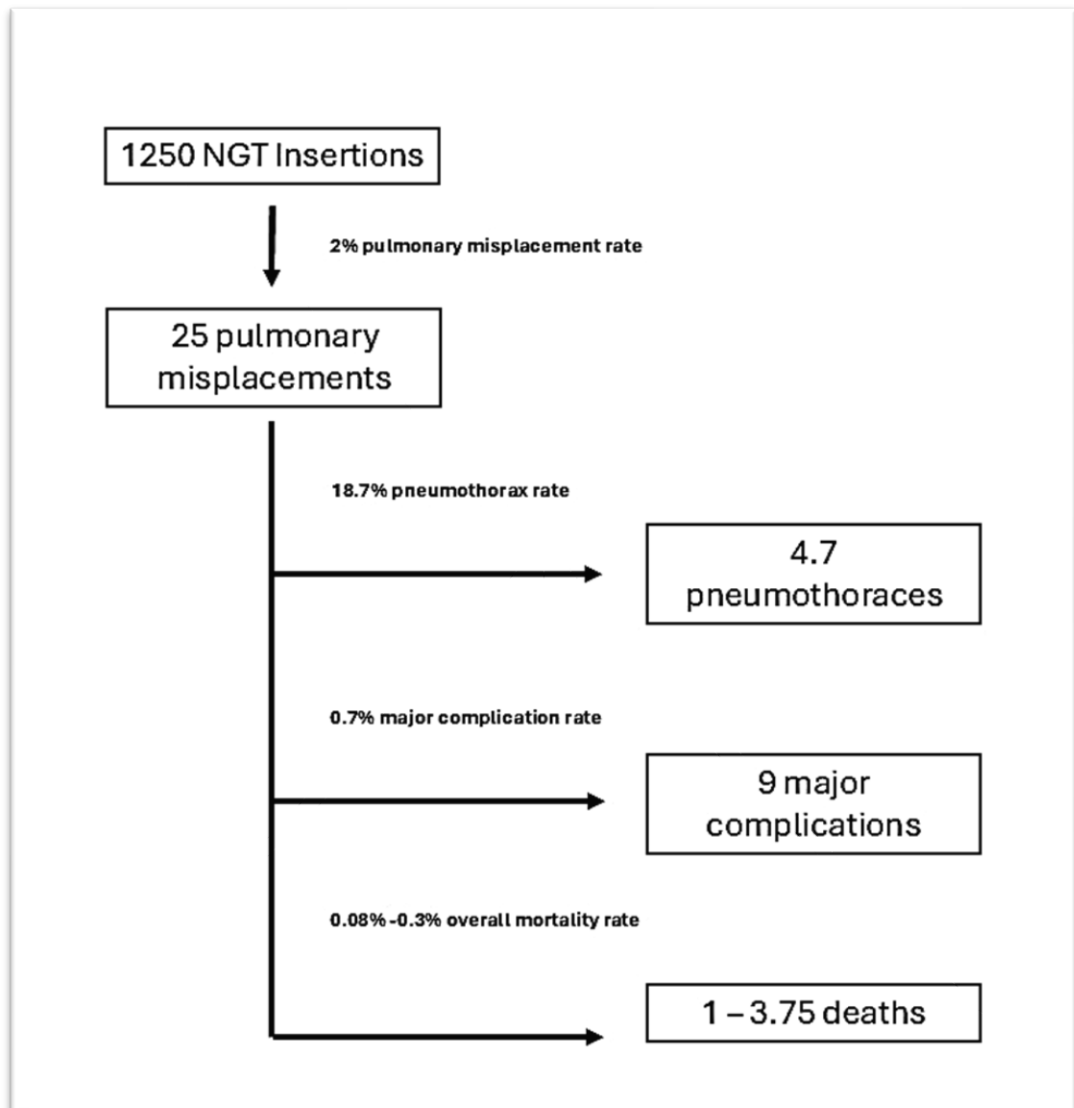 1250 NGT Insertions
2% pulmonary misplacement rate
25 pulmonary
misplacements
18.7% pneumothorax rate
4.7
pneumothoraces
0.7% major complication rate
9 major
complications
0.08% -0.3% overall mortality rate
1 – 3.75 deaths